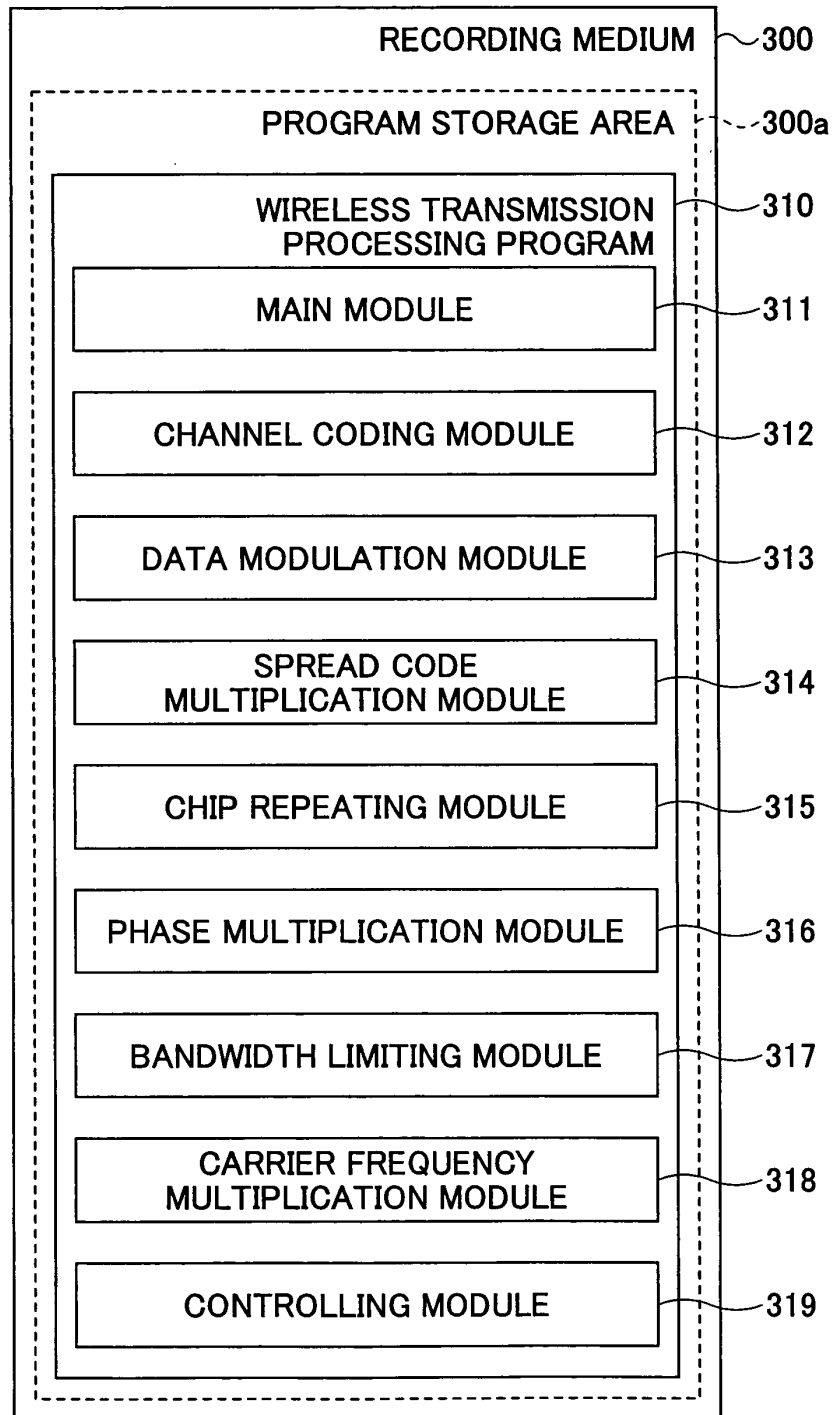 RECORDING MEDIUM 300
PROGRAM STORAGE AREA 300a
WIRELESS TRANSMISSION 310
PROCESSING PROGRAM
MAIN MODULE 311
CHANNEL CODING MODULE 312
DATA MODULATION MODULE 313
SPREAD CODE
MULTIPLICATION MODULE 314
CHIP REPEATING MODULE 315
PHASE MULTIPLICATION MODULE 316
BANDWIDTH LIMITING MODULE 317
CARRIER FREQUENCY
MULTIPLICATION MODULE 318
CONTROLLING MODULE 319